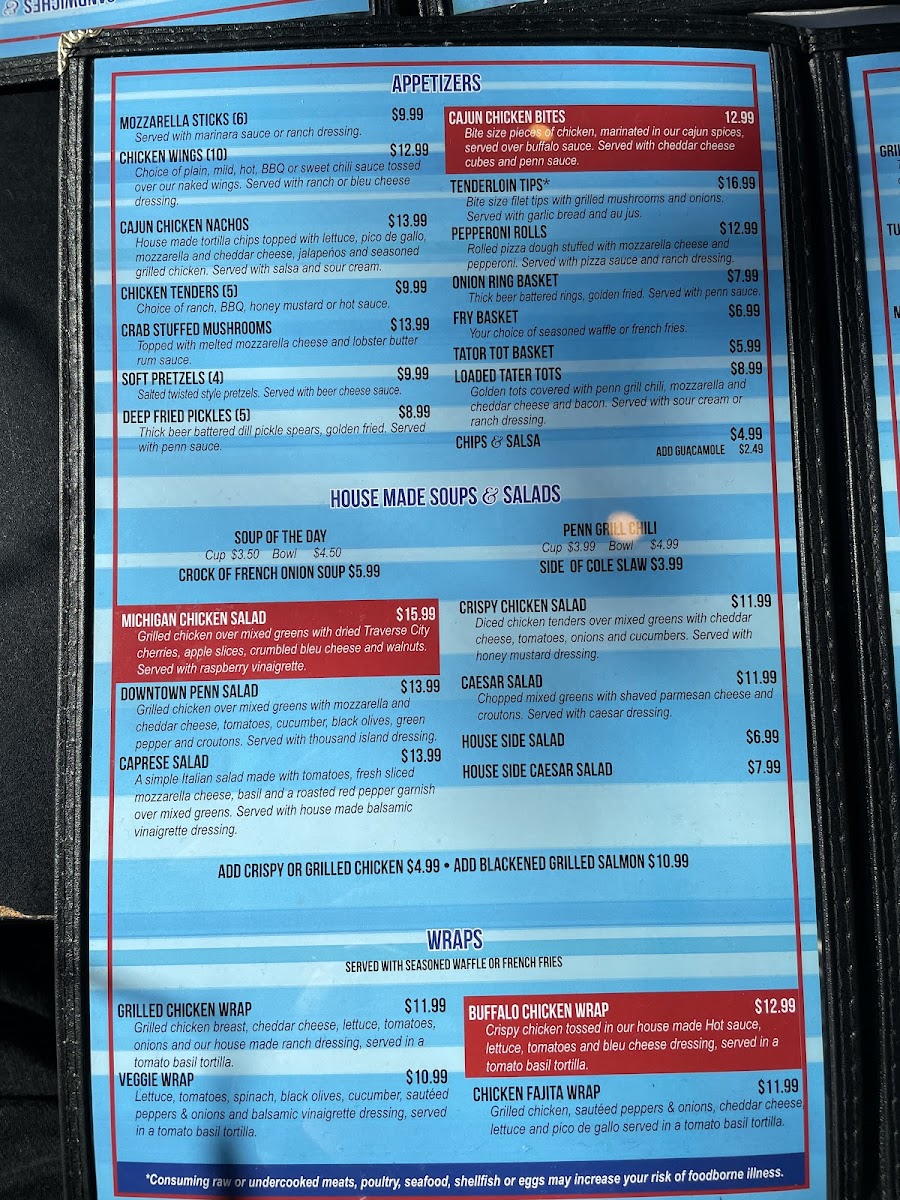 SANDWICHES &
APPETIZERS
MOZZARELLA STICKS (6) $9.99
Served with marinara sauce or ranch dressing.
CHICKEN WINGS (10) $12.99
Choice of plain, mild, hot, BBQ or sweet chili sauce tossed
over our naked wings. Served with ranch or bleu cheese
dressing.
CAJUN CHICKEN NACHOS $13.99
House made tortilla chips topped with lettuce, pico de gallo,
mozzarella and cheddar cheese, jalapeños and seasoned
grilled chicken. Served with salsa and sour cream.
CHICKEN TENDERS (5) $9.99
Choice of ranch, BBQ, honey mustard or hot sauce.
CRAB STUFFED MUSHROOMS $13.99
Topped with melted mozzarella cheese and lobster butter
rum sauce.
SOFT PRETZELS (4) $9.99
Salted twisted style pretzels. Served with beer cheese sauce.
DEEP FRIED PICKLES (5) $8.99
Thick beer battered dill pickle spears, golden fried. Served
with penn sauce.
CAJUN CHICKEN BITES 12.99
Bite size pieces of chicken, marinated in our cajun spices,
served over buffalo sauce. Served with cheddar cheese
cubes and penn sauce.
TENDERLOIN TIPS* $16.99
Bite size filet tips with grilled mushrooms and onions.
Served with garlic bread and au jus.
PEPPERONI ROLLS $12.99
Rolled pizza dough stuffed with mozzarella cheese and
pepperoni. Served with pizza sauce and ranch dressing.
ONION RING BASKET $7.99
Thick beer battered rings, golden fried. Served with penn sauce.
FRY BASKET $6.99
Your choice of seasoned waffle or french fries.
TATOR TOT BASKET $5.99
LOADED TATER TOTS $8.99
Golden tots covered with penn grill chili, mozzarella and
cheddar cheese and bacon. Served with sour cream or
ranch dressing.
CHIPS & SALSA $4.99
ADD GUACAMOLE $2.49
HOUSE MADE SOUPS & SALADS
SOUP OF THE DAY
Cup $3.50 Bowl $4.50
CROCK OF FRENCH ONION SOUP $5.99
PENN GRILL CHILI
Cup $3.99 Bowl $4.99
SIDE OF COLE SLAW $3.99
MICHIGAN CHICKEN SALAD $15.99
Grilled chicken over mixed greens with dried Traverse City
cherries, apple slices, crumbled bleu cheese and walnuts.
Served with raspberry vinaigrette.
DOWNTOWN PENN SALAD $13.99
Grilled chicken over mixed greens with mozzarella and
cheddar cheese, tomatoes, cucumber, black olives, green
pepper and croutons. Served with thousand island dressing.
CAPRESE SALAD $13.99
A simple Italian salad made with tomatoes, fresh sliced
mozzarella cheese, basil and a roasted red pepper garnish
over mixed greens. Served with house made balsamic
vinaigrette dressing.
CRISPY CHICKEN SALAD $11.99
Diced chicken tenders over mixed greens with cheddar
cheese, tomatoes, onions and cucumbers. Served with
honey mustard dressing.
CAESAR SALAD $11.99
Chopped mixed greens with shaved parmesan cheese and
croutons. Served with caesar dressing.
HOUSE SIDE SALAD $6.99
HOUSE SIDE CAESAR SALAD $7.99
ADD CRISPY OR GRILLED CHICKEN $4.99 • ADD BLACKENED GRILLED SALMON $10.99
WRAPS
SERVED WITH SEASONED WAFFLE OR FRENCH FRIES
GRILLED CHICKEN WRAP $11.99
Grilled chicken breast, cheddar cheese, lettuce, tomatoes,
onions and our house made ranch dressing, served in a
tomato basil tortilla.
VEGGIE WRAP $10.99
Lettuce, tomatoes, spinach, black olives, cucumber, sautéed
peppers & onions and balsamic vinaigrette dressing, served
in a tomato basil tortilla.
BUFFALO CHICKEN WRAP $12.99
Crispy chicken tossed in our house made Hot sauce,
lettuce, tomatoes and bleu cheese dressing, served in a
tomato basil tortilla.
CHICKEN FAJITA WRAP $11.99
Grilled chicken, sautéed peppers & onions, cheddar cheese,
lettuce and pico de gallo served in a tomato basil tortilla.
*Consuming raw or undercooked meats, poultry, seafood, shellfish or eggs may increase your risk of foodborne illness.